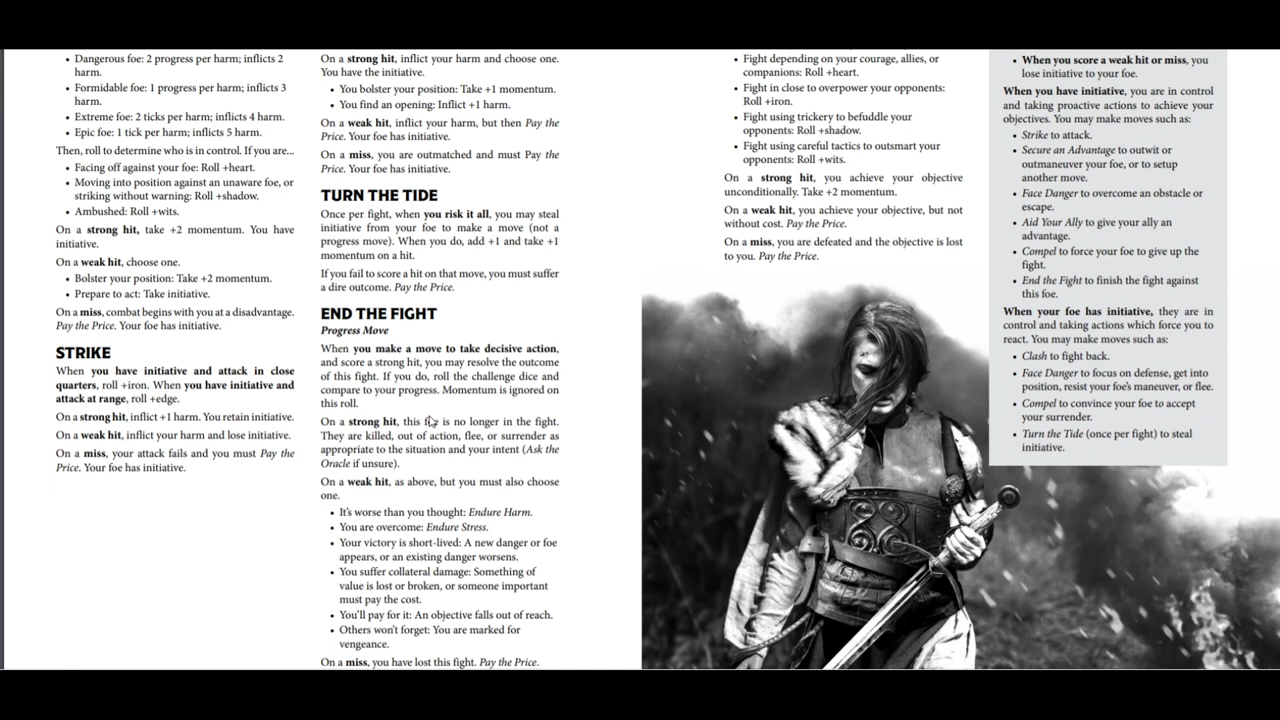 • Dangerous foe: 2 progress per harm; inflicts 2
harm.
• Formidable foe: 1 progress per harm; inflicts 3
harm.
• Extreme foe: 2 ticks per harm; inflicts 4 harm.
• Epic foe: 1 tick per harm; inflicts 5 harm.
Then, roll to determine who is in control. If you are...
• Facing off against your foe: Roll +heart.
• Moving into position against an unaware foe, or
striking without warning: Roll +shadow.
• Ambushed: Roll +wits.
On a strong hit, take +2 momentum. You have
initiative.
On a weak hit, choose one.
• Bolster your position: Take +2 momentum.
• Prepare to act: Take initiative.
On a miss, combat begins with you at a disadvantage.
Pay the Price. Your foe has initiative.
STRIKE
When you have initiative and attack in close
quarters, roll +iron. When you have initiative and
attack at range, roll +edge.
On a strong hit, inflict +1 harm. You retain initiative.
On a weak hit, inflict your harm and lose initiative.
On a miss, your attack fails and you must Pay the
Price. Your foe has initiative.
On a strong hit, inflict your harm and choose one.
You have the initiative.
• You bolster your position: Take +1 momentum.
• You find an opening: Inflict +1 harm.
On a weak hit, inflict your harm, but then Pay the
Price. Your foe has initiative.
On a miss, you are outmatched and must Pay the
Price. Your foe has initiative.
TURN THE TIDE
Once per fight, when you risk it all, you may steal
initiative from your foe to make a move (not a
progress move). When you do, add +1 and take +1
momentum on a hit.
If you fail to score a hit on that move, you must suffer
a dire outcome. Pay the Price.
END THE FIGHT
Progress Move
When you make a move to take decisive action,
and score a strong hit, you may resolve the outcome
of this fight. If you do, roll the challenge dice and
compare to your progress. Momentum is ignored on
this roll.
On a strong hit, this foe is no longer in the fight.
They are killed, out of action, flee, or surrender as
appropriate to the situation and your intent (Ask the
Oracle if unsure).
On a weak hit, as above, but you must also choose
one.
• It's worse than you thought: Endure Harm.
• You are overcome: Endure Stress.
• Your victory is short-lived: A new danger or foe
appears, or an existing danger worsens.
• You suffer collateral damage: Something of
value is lost or broken, or someone important
must pay the cost.
• You'll pay for it: An objective falls out of reach.
• Others won't forget: You are marked for
vengeance.
On a miss, you have lost this fight. Pay the Price.
• Fight depending on your courage, allies, or
companions: Roll +heart.
• Fight in close to overpower your opponents:
Roll +iron.
• Fight using trickery to befuddle your
opponents: Roll +shadow.
• Fight using careful tactics to outsmart your
opponents: Roll +wits.
On a strong hit, you achieve your objective
unconditionally. Take +2 momentum.
On a weak hit, you achieve your objective, but not
without cost. Pay the Price.
On a miss, you are defeated and the objective is lost
to you. Pay the Price.
• When you score a weak hit or miss, you
lose initiative to your foe.
When you have initiative, you are in control
and taking proactive actions to achieve your
objectives. You may make moves such as:
• Strike to attack.
• Secure an Advantage to outwit or
outmaneuver your foe, or to setup
another move.
• Face Danger to overcome an obstacle or
escape.
• Aid Your Ally to give your ally an
advantage.
• Compel to force your foe to give up the
fight.
• End the Fight to finish the fight against
this foe.
When your foe has initiative, they are in
control and taking actions which force you to
react. You may make moves such as:
• Clash to fight back.
• Face Danger to focus on defense, get into
position, resist your foe's maneuver, or flee.
• Compel to convince your foe to accept
your surrender.
• Turn the Tide (once per fight) to steal
initiative.